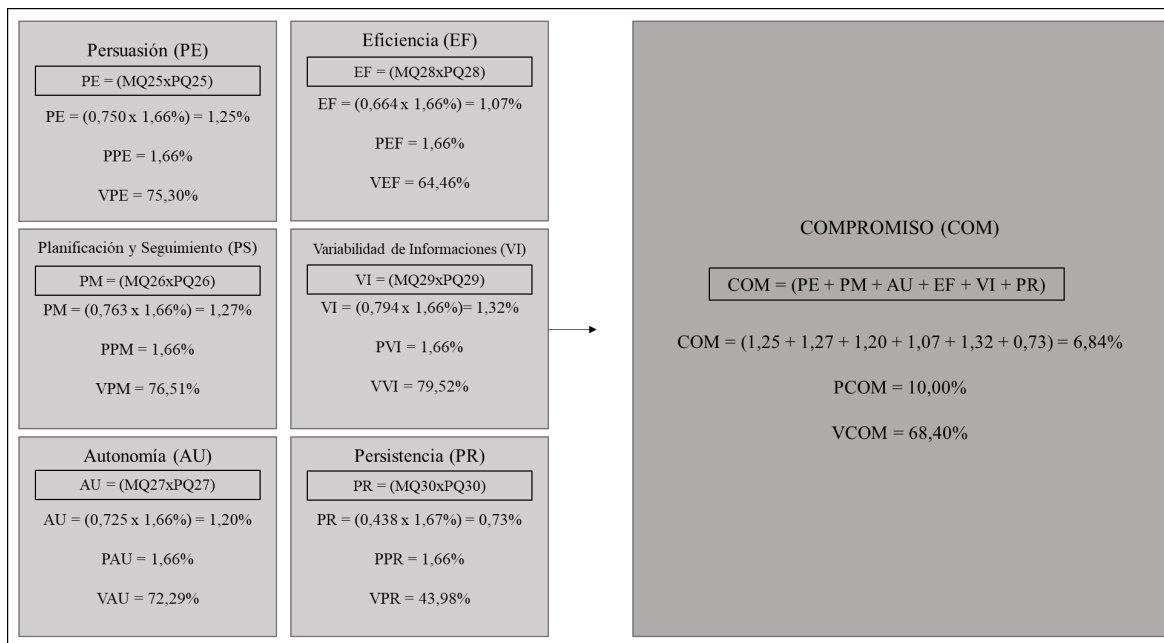 Persuasión (PE)
PE = (MQ25xPQ25)
PE = (0,750 x 1,66%) = 1,25%
PPE = 1,66%
VPE = 75,30%
Eficiencia (EF)
EF = (MQ28xPQ28)
EF = (0,664 x 1,66%) = 1,07%
PEF = 1,66%
VEF = 64,46%
Planificación y Seguimiento (PS)
PM = (MQ26xPQ26)
PM = (0,763 x 1,66%) = 1,27%
PPM = 1,66%
VPM = 76,51%
Variabilidad de Informaciones (VI)
VI = (MQ29xPQ29)
VI = (0,794 x 1,66%)= 1,32%
PVI = 1,66%
VVI = 79,52%
Autonomía (AU)
AU = (MQ27xPQ27)
AU = (0,725 x 1,66%) = 1,20%
PAU = 1,66%
VAU = 72,29%
Persistencia (PR)
PR = (MQ30xPQ30)
PR = (0,438 x 1,67%) = 0,73%
PPR = 1,66%
VPR = 43,98%
COMPROMISO (COM)
COM = (PE + PM + AU + EF + VI + PR)
COM = (1,25 + 1,27 + 1,20 + 1,07 + 1,32 + 0,73) = 6,84%
PCOM = 10,00%
VCOM = 68,40%